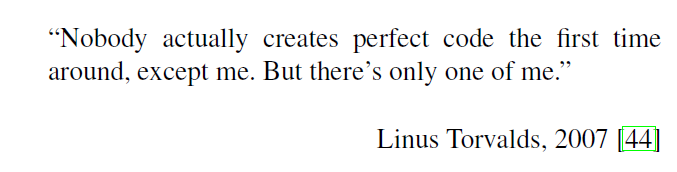 “Nobody actually creates perfect code the first time
around, except me. But there’s only one of me.”
Linus Torvalds, 2007 [44]